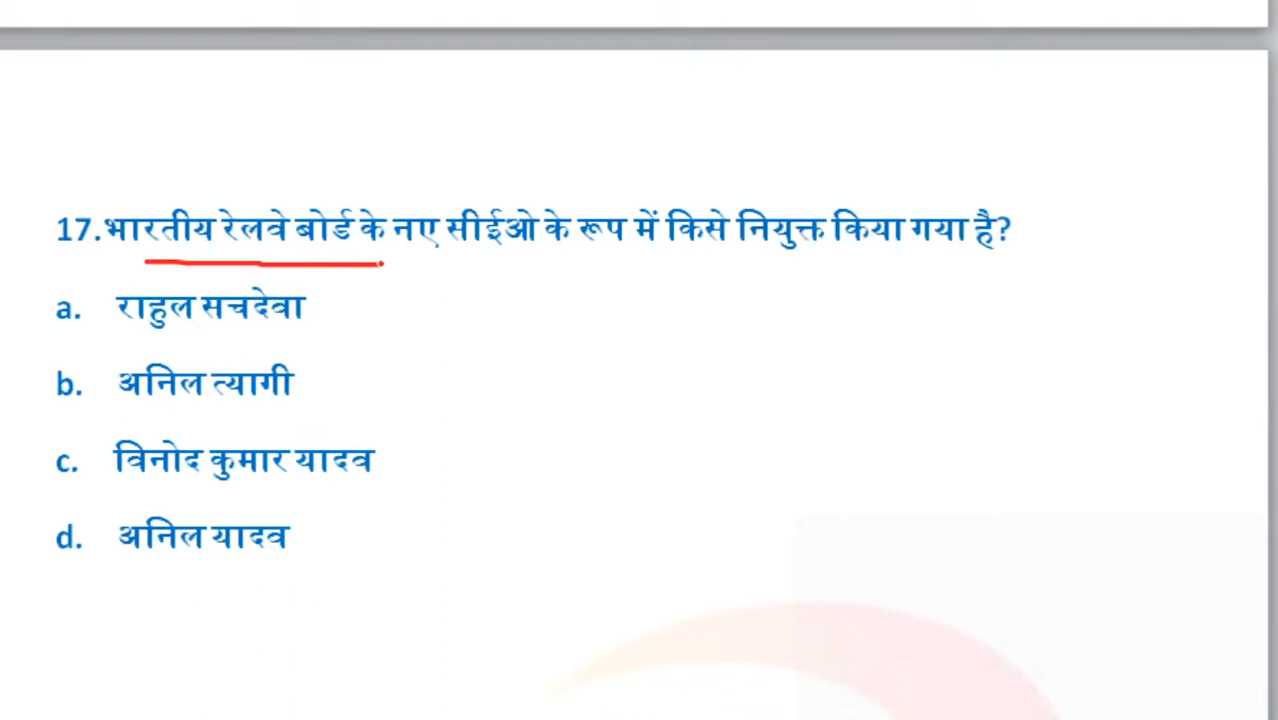 17.भारतीय रेलवे बोर्ड के नए सीईओ के रूप में किसे नियुक्त किया गया है?
a. राहुल सचदेवा
b. अनिल त्यागी
c. विनोद कुमार यादव
d. अनिल यादव